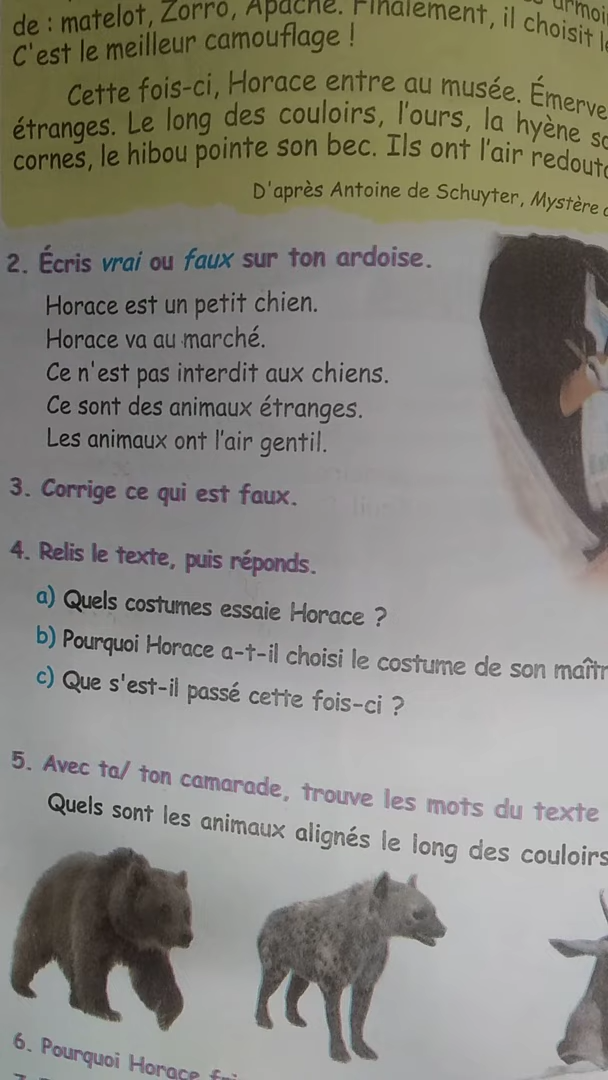 de : matelot, Zorro, Apache. Finalement, il choisit
C'est le meilleur camouflage !
Cette fois-ci, Horace entre au musée.
étranges. Le long des couloirs, l'ours, la hyène
cornes, le hibou pointe son bec. Ils ont l'air
D'après Antoine de Schuyter, Mystère
2. Écris vrai ou faux sur ton ardoise.
Horace est un petit chien.
Horace va au marché.
Ce n'est pas interdit aux chiens.
Ce sont des animaux étranges.
Les animaux ont l'air gentil.
3. Corrige ce qui est faux.
4. Relis le texte, puis réponds.
a) Quels costumes essaie Horace ?
b) Pourquoi Horace a-t-il choisi le costume de son
c) Que s'est-il passé cette fois-ci ?
5. Avec ta/ ton camarade, trouve les mots du texte
Quels sont les animaux alignés le long des couloirs
6. Pourquoi Horace